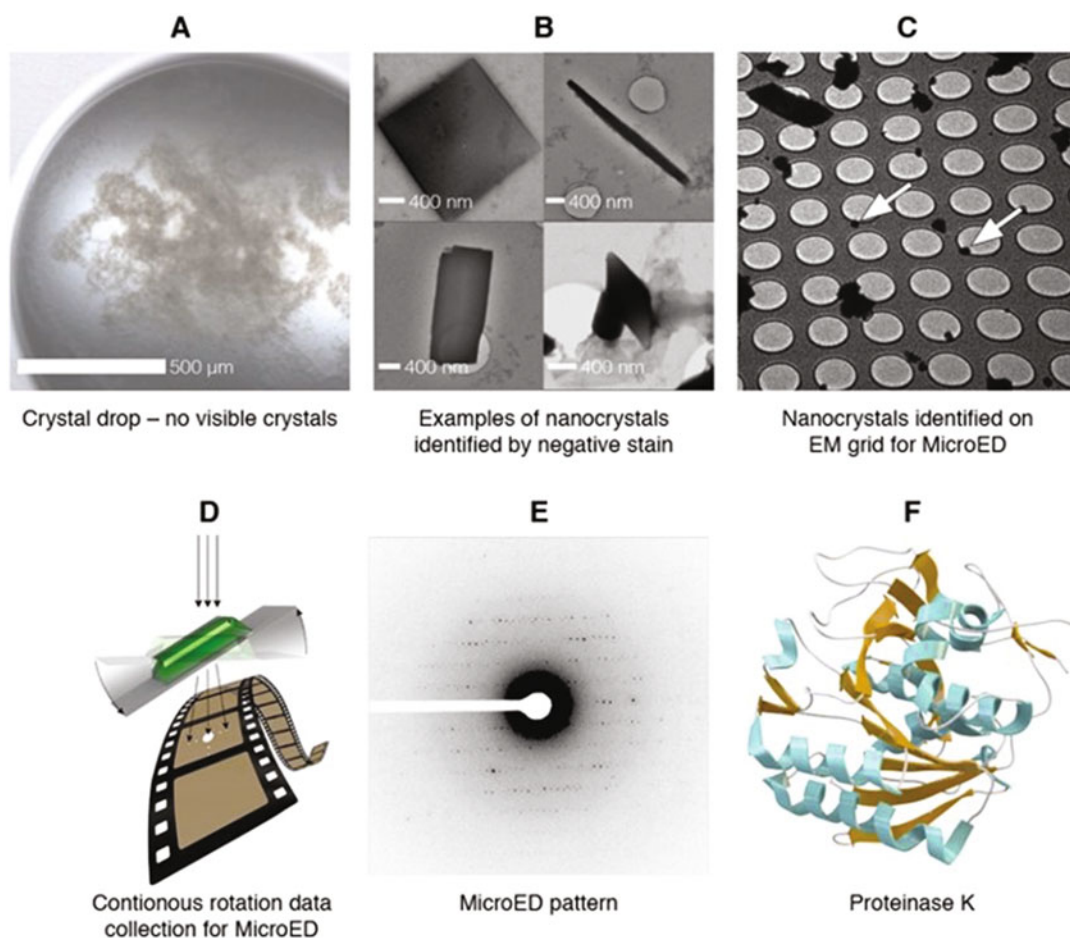 A
B
C
500 µm
400 nm
400 nm
400 nm
400 nm
Crystal drop – no visible crystals
Examples of nanocrystals
identified by negative stain
Nanocrystals identified on
EM grid for MicroED
D
E
F
Contionous rotation data
collection for MicroED
MicroED pattern
Proteinase K